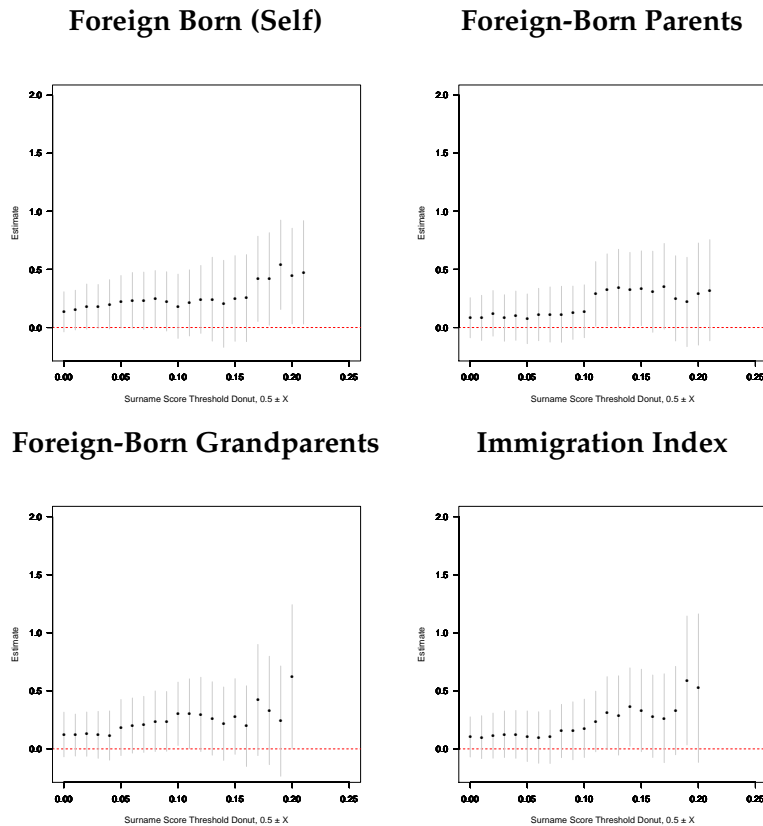 Foreign Born (Self)
Foreign-Born Parents
2.0
1.5
1.0
0.5
0.0
Estimate
0.00 0.05 0.10 0.15 0.20 0.25
Surname Score Threshold Donut, 0.5 ± X
2.0
1.5
1.0
0.5
0.0
Estimate
0.00 0.05 0.10 0.15 0.20 0.25
Surname Score Threshold Donut, 0.5 ± X
Foreign-Born Grandparents
Immigration Index
2.0
1.5
1.0
0.5
0.0
Estimate
0.00 0.05 0.10 0.15 0.20 0.25
Surname Score Threshold Donut, 0.5 ± X
2.0
1.5
1.0
0.5
0.0
Estimate
0.00 0.05 0.10 0.15 0.20 0.25
Surname Score Threshold Donut, 0.5 ± X